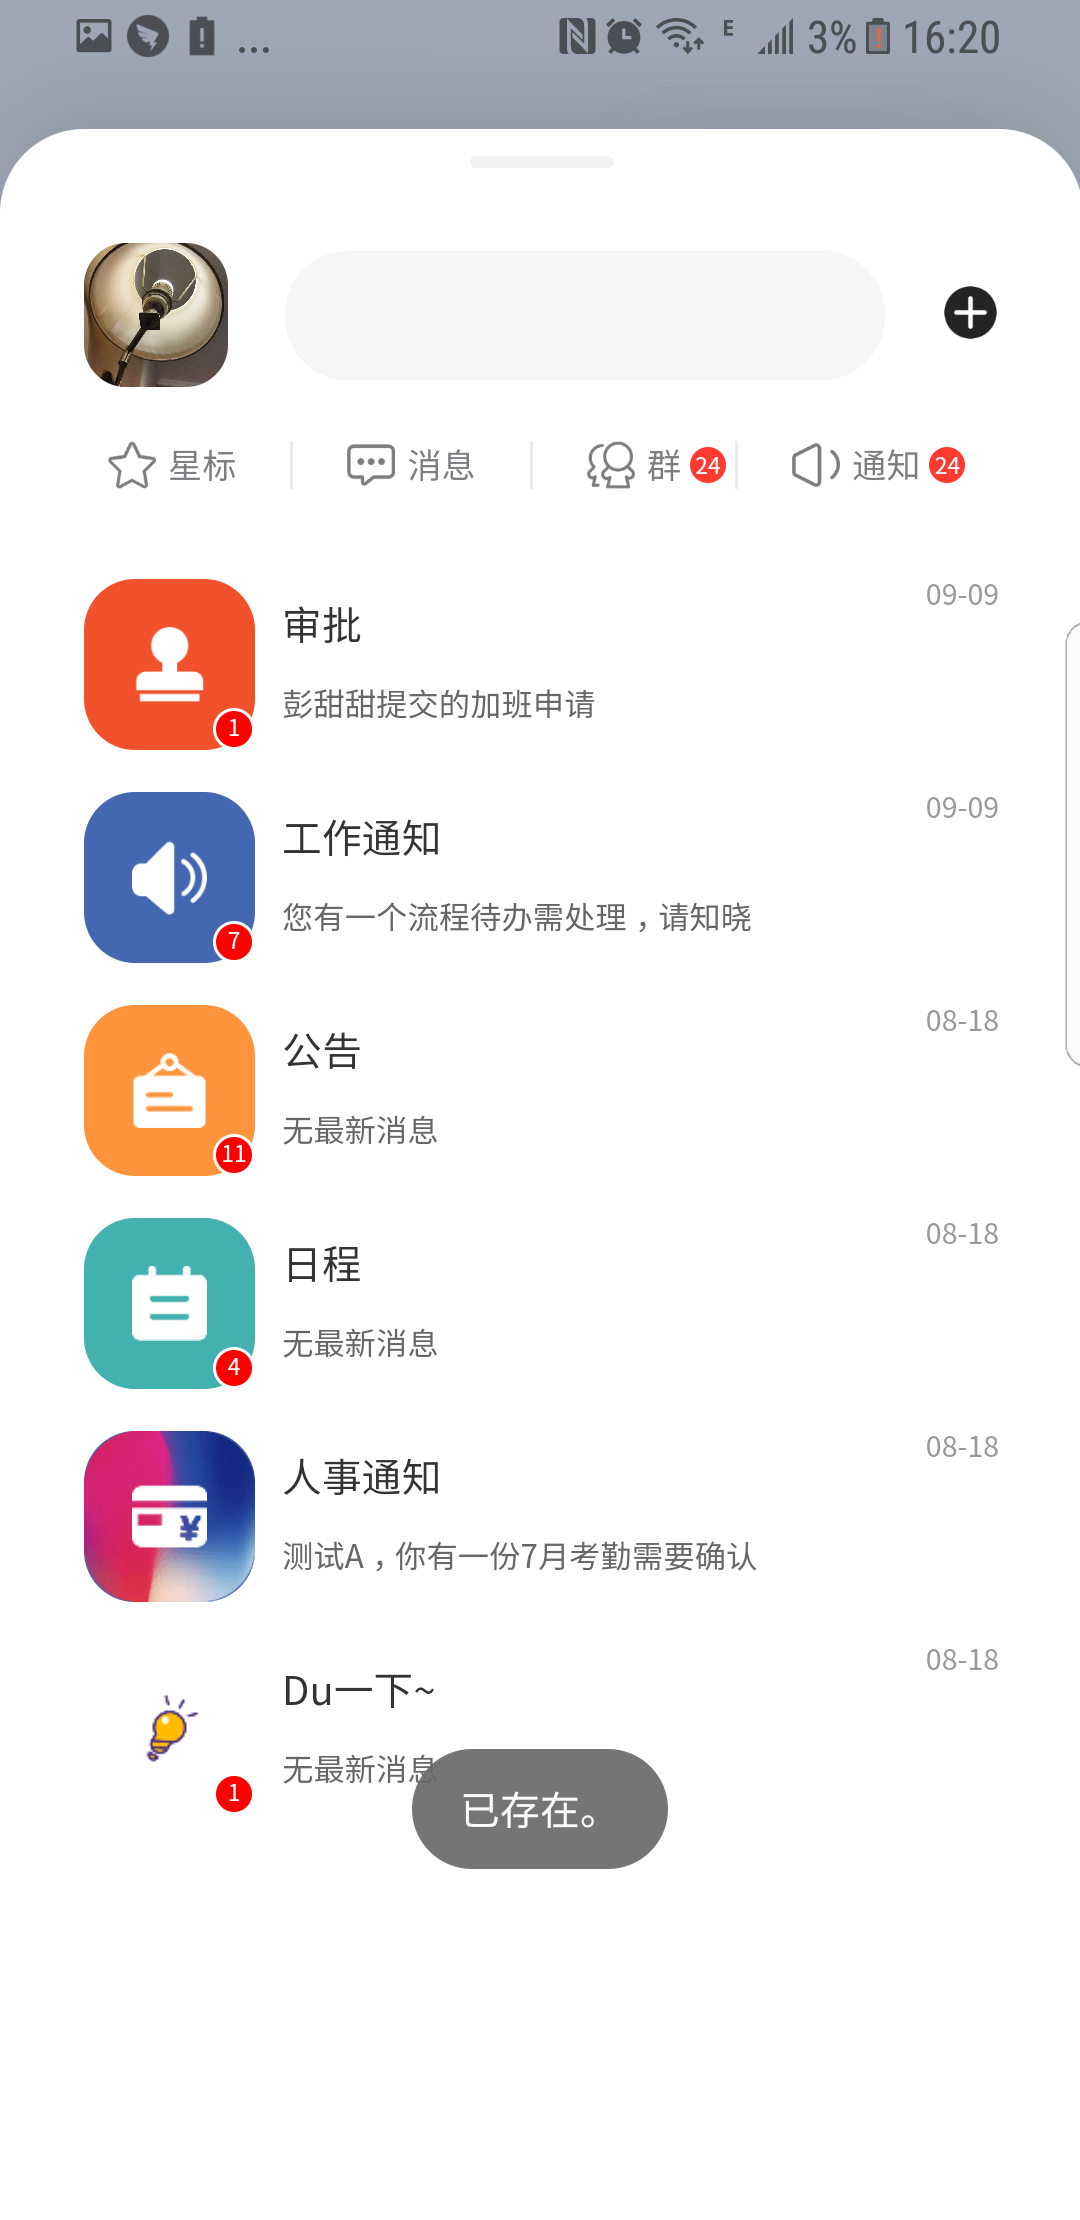 ... E 3% 16:20
星标 消息 群 24 通知 24
审批 09-09
彭甜甜提交的加班申请
1
工作通知 09-09
您有一个流程待办需处理，请知晓
7
公告 08-18
无最新消息
11
日程 08-18
无最新消息
4
人事通知 08-18
测试A，你有一份7月考勤需要确认
Du一下~ 08-18
无最新消息
1
已存在。